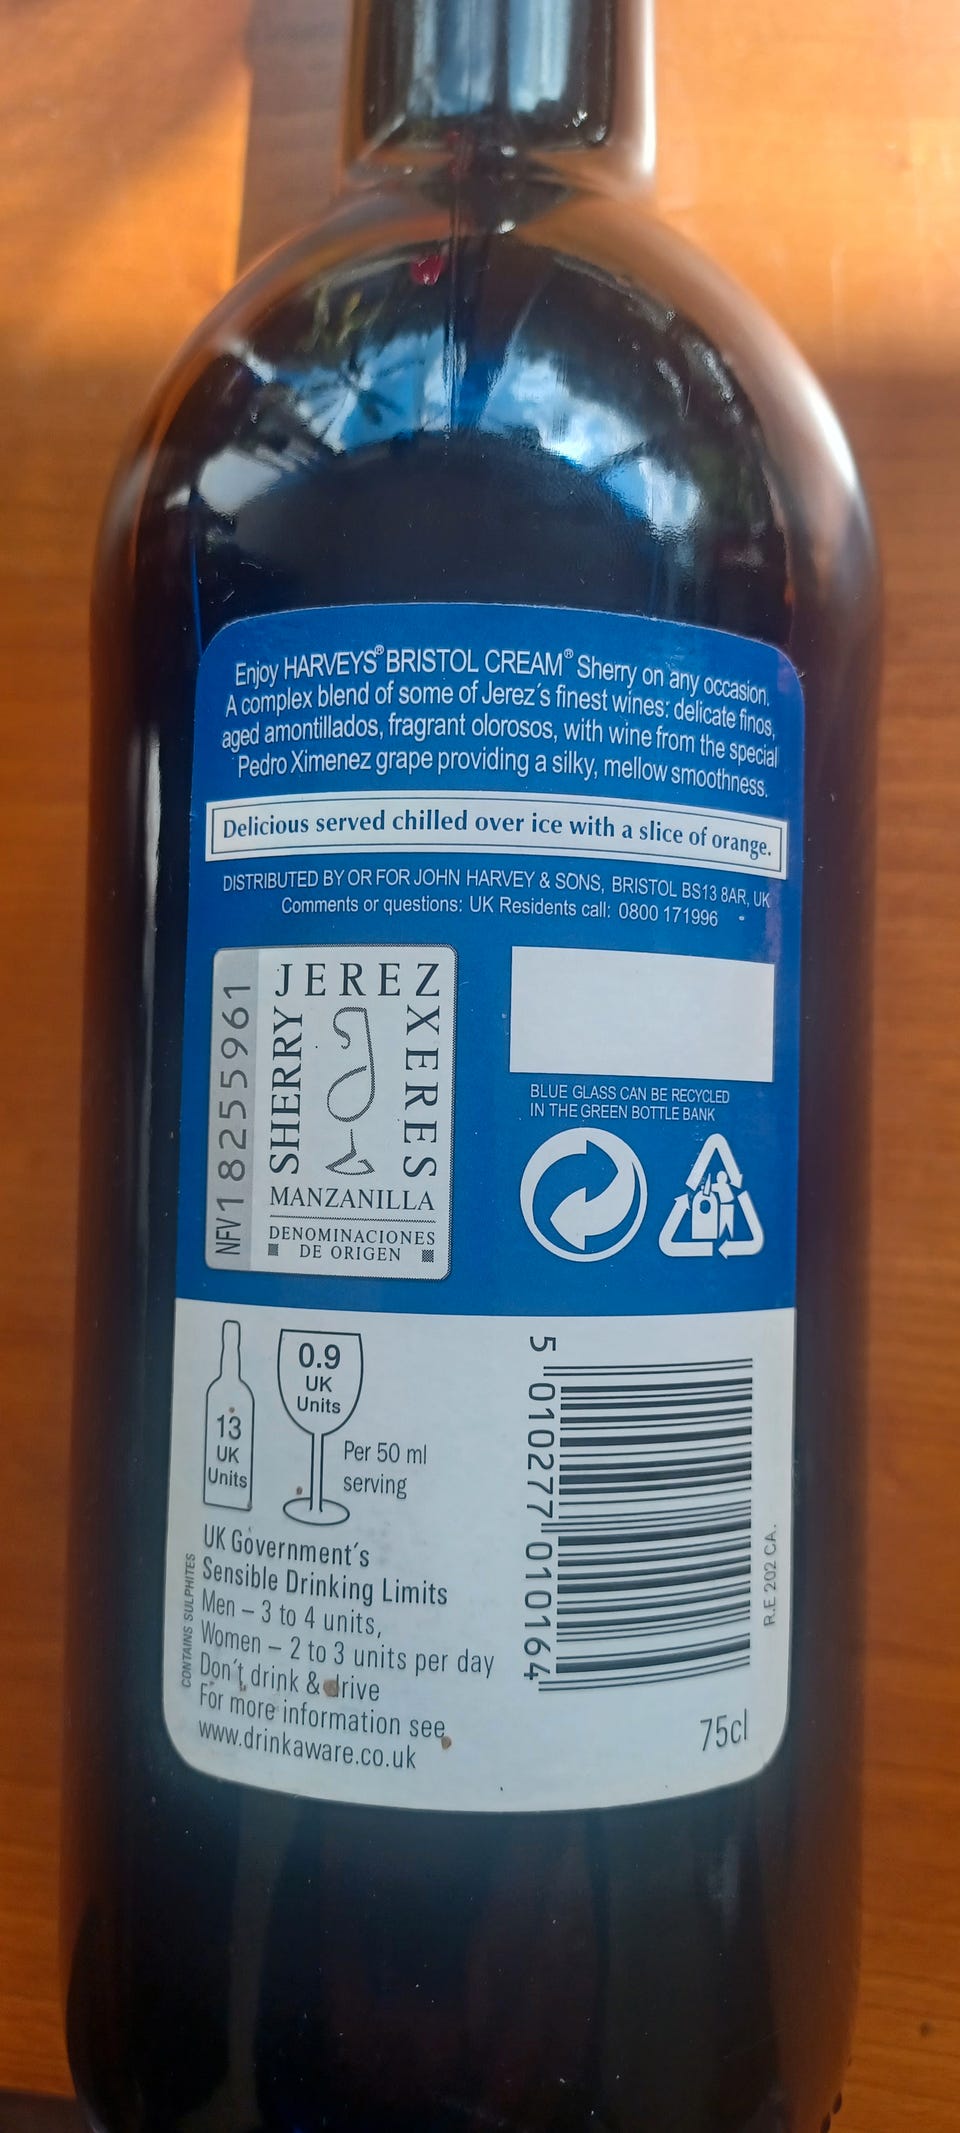 Enjoy HARVEYS® BRISTOL CREAM® Sherry on any occasion.
A complex blend of some of Jerez´s finest wines: delicate finos,
aged amontillados, fragrant olorosos, with wine from the special
Pedro Ximenez grape providing a silky, mellow smoothness.
Delicious served chilled over ice with a slice of orange.
DISTRIBUTED BY OR FOR JOHN HARVEY & SONS, BRISTOL BS13 8AR, UK
Comments or questions: UK Residents call: 0800 171996
NFV18255961
JEREZ
XERES
SHERRY
MANZANILLA
DENOMINACIONES
DE ORIGEN
BLUE GLASS CAN BE RECYCLED
IN THE GREEN BOTTLE BANK
13
UK
Units
0.9
UK
Units
Per 50 ml
serving
UK Government´s
Sensible Drinking Limits
Men – 3 to 4 units,
Women – 2 to 3 units per day
Don´t drink & drive
For more information see
www.drinkaware.co.uk
CONTAINS SULPHITES
5 010277 010164
R.E 202 CA.
75cl